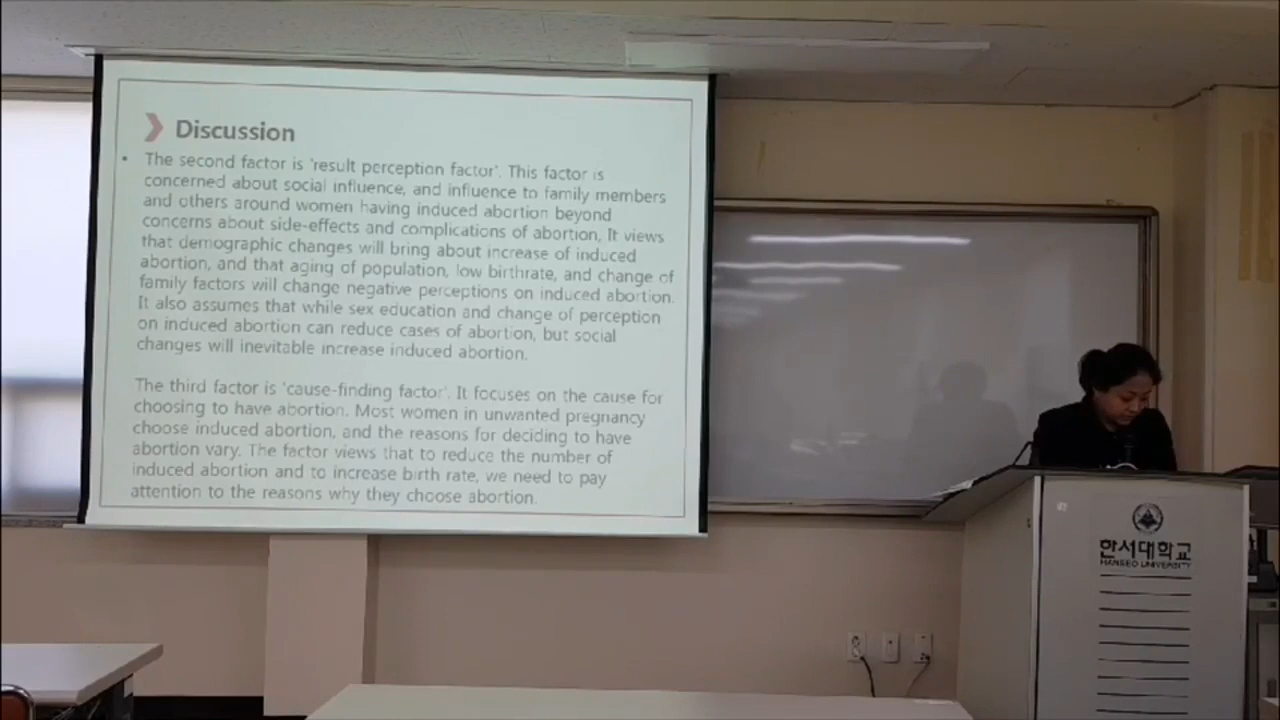 Discussion
• The second factor is 'result perception factor'. This factor is
concerned about social influence, and influence to family members
and others around women having induced abortion beyond
concerns about side-effects and complications of abortion. It views
that demographic changes will bring about increase of induced
abortion, and that aging of population, low birthrate, and change of
family factors will change negative perceptions on induced abortion.
It also assumes that while sex education and change of perception
on induced abortion can reduce cases of abortion, but social
changes will inevitable increase induced abortion.
The third factor is 'cause-finding factor'. It focuses on the cause for
choosing to have abortion. Most women in unwanted pregnancy
choose induced abortion, and the reasons for deciding to have
abortion vary. The factor views that to reduce the number of
induced abortion and to increase birth rate, we need to pay
attention to the reasons why they choose abortion.
한서대학교
HANSEO UNIVERSITY